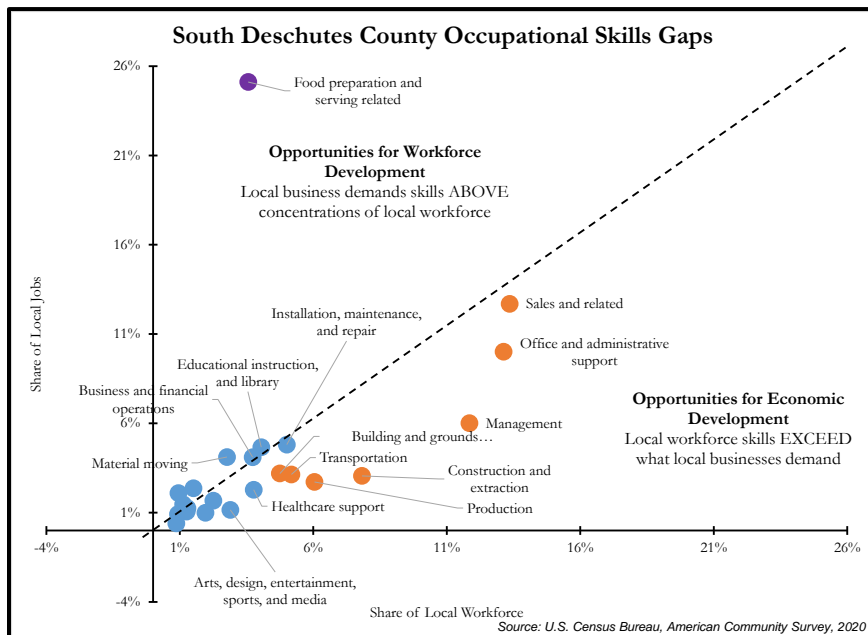 South Deschutes County Occupational Skills Gaps
26%
21%
16%
11%
6%
1%
-4%
-4%
1%
6%
11%
16%
21%
26%
Share of Local Jobs
Share of Local Workforce
Food preparation and
serving related
Opportunities for Workforce
Development
Local business demands skills ABOVE
concentrations of local workforce
Installation, maintenance,
and repair
Educational instruction,
and library
Business and financial
operations
Material moving
Sales and related
Office and administrative
support
Management
Building and grounds…
Transportation
Construction and
extraction
Production
Healthcare support
Arts, design, entertainment,
sports, and media
Opportunities for Economic
Development
Local workforce skills EXCEED
what local businesses demand
Source: U.S. Census Bureau, American Community Survey, 2020